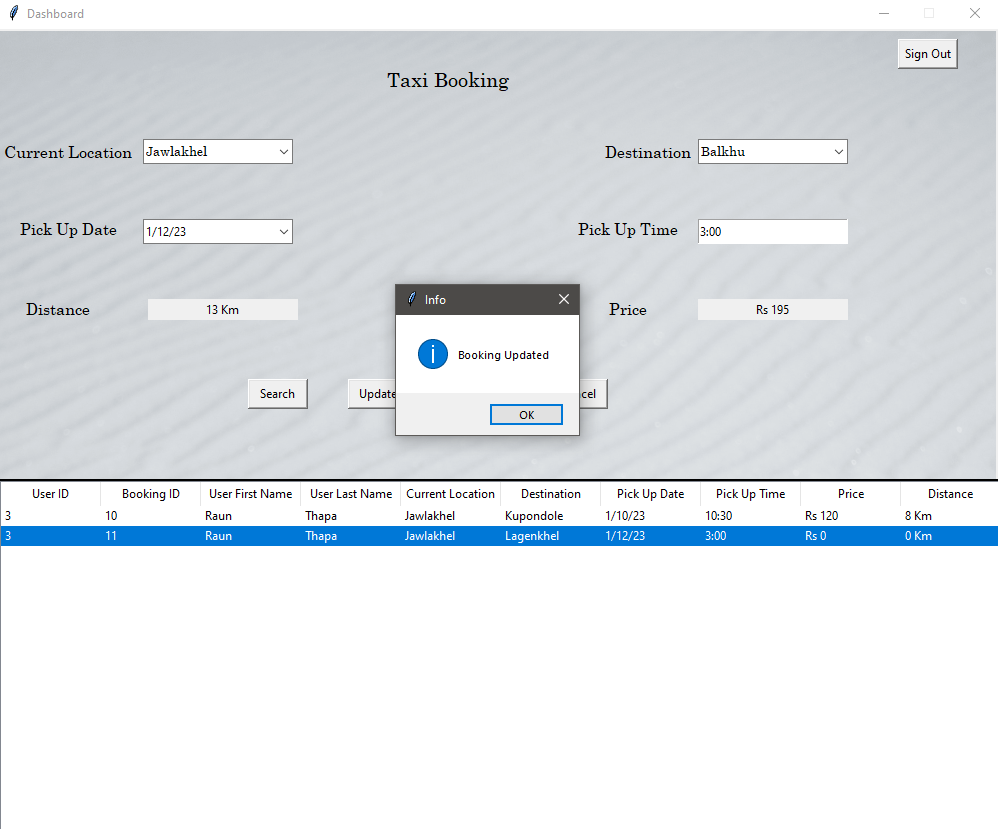 Dashboard
Sign Out
Taxi Booking
Current Location Jawlakhel Destination Balkhu
Pick Up Date 1/12/23 Pick Up Time 3:00
Info
Distance 13 Km Price Rs 195
Booking Updated
Search Update cel
OK
User ID Booking ID User First Name User Last Name Current Location Destination Pick Up Date Pick Up Time Price Distance
3 10 Raun Thapa Jawlakhel Kupondole 1/10/23 10:30 Rs 120 8 Km
3 11 Raun Thapa Jawlakhel Lagenkhel 1/12/23 3:00 Rs 0 0 Km